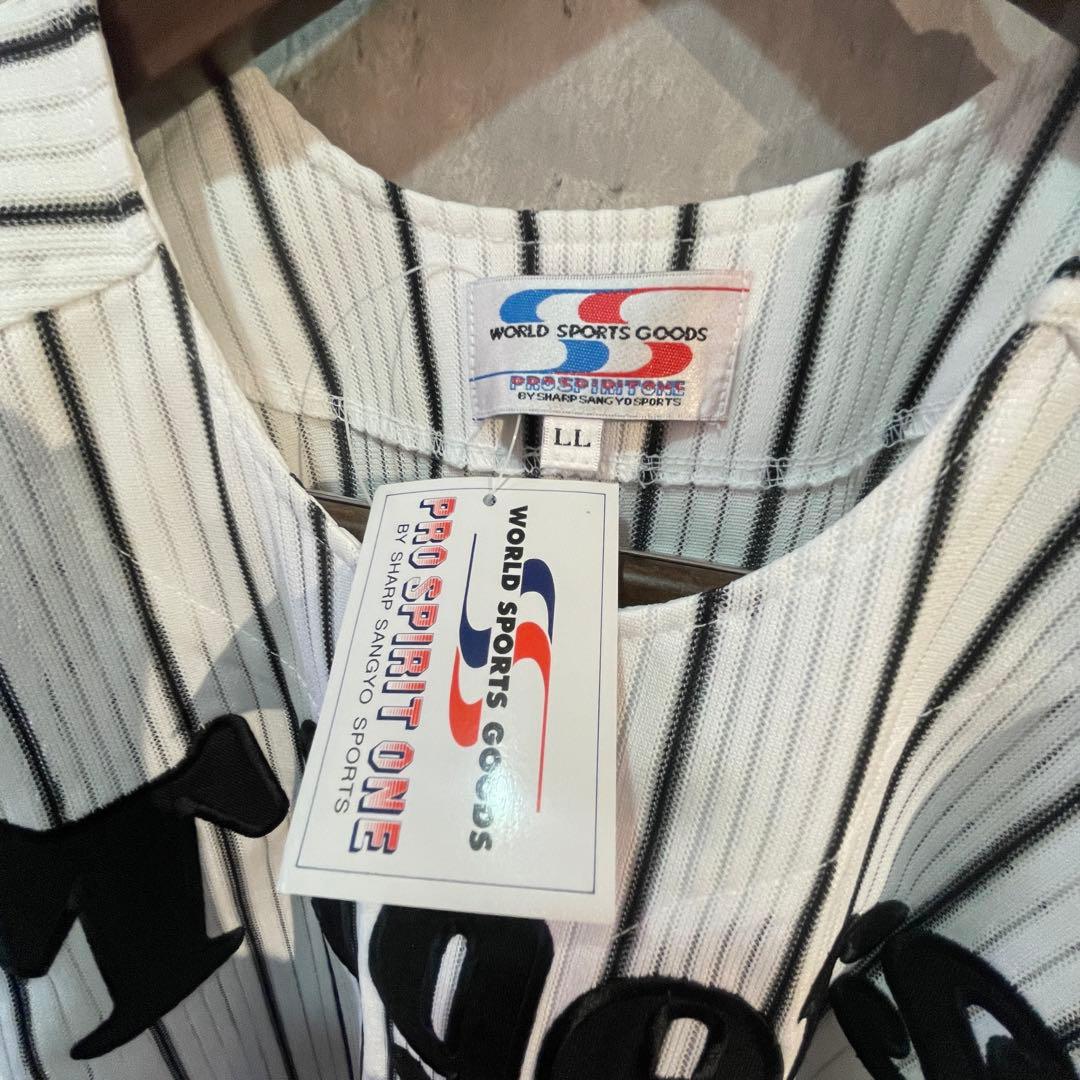 WORLD SPORTS GOODS
PROSPIRITONE
BY SHARP SANGYO SPORTS
LL
WORLD SPORTS GOODS
PRO SPIRIT ONE
BY SHARP SANGYO SPORTS